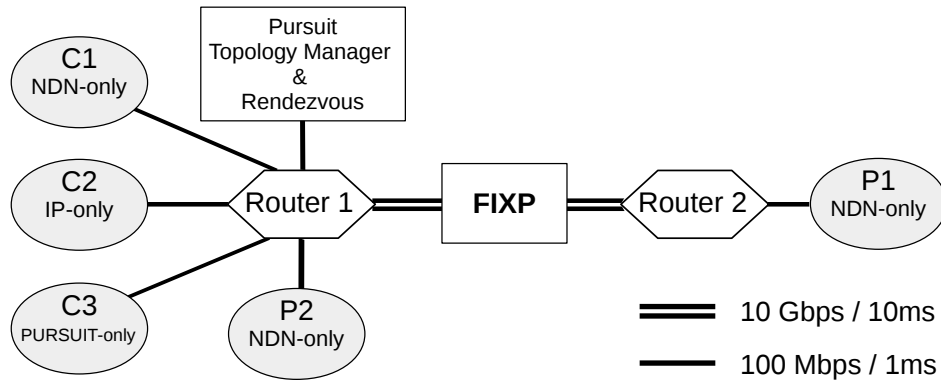 Pursuit
Topology Manager
&
Rendezvous
C1
NDN-only
C2
IP-only
Router 1
FIXP
Router 2
P1
NDN-only
C3
PURSUIT-only
P2
NDN-only
10 Gbps / 10ms
100 Mbps / 1ms